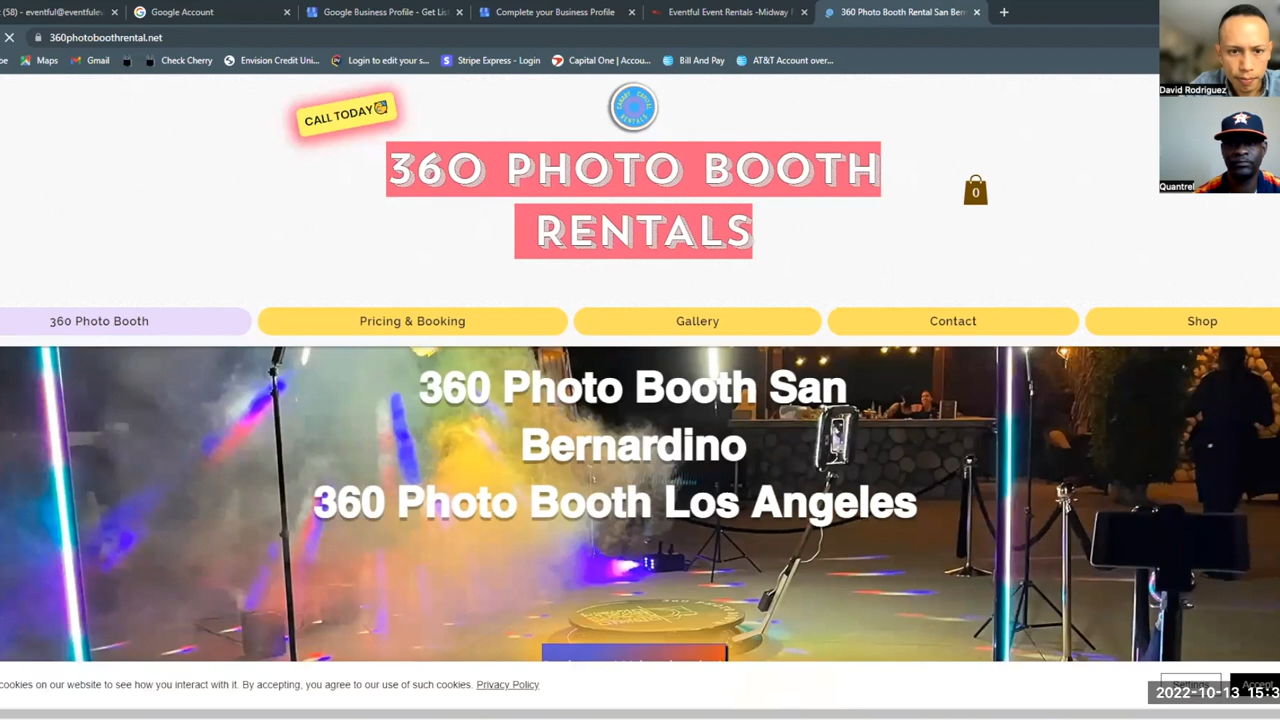 (58) - eventful@eventfulev
Google Account
Google Business Profile - Get List
Complete your Business Profile
Eventful Event Rentals -Midway
360 Photo Booth Rental San Bern
360photoboothrental.net
Maps
Gmail
Check Cherry
Envision Credit Uni...
Login to edit your s...
Stripe Express - Login
Capital One | Accou...
Bill And Pay
AT&T Account over...
David Rodriguez
Quantrel
CALL TODAY
360 PHOTO BOOTH
RENTALS
0
360 Photo Booth
Pricing & Booking
Gallery
Contact
Shop
360 Photo Booth San
Bernardino
360 Photo Booth Los Angeles
cookies on our website to see how you interact with it. By accepting, you agree to our use of such cookies. Privacy Policy
Settings
Accept
2022-10-13 15:3